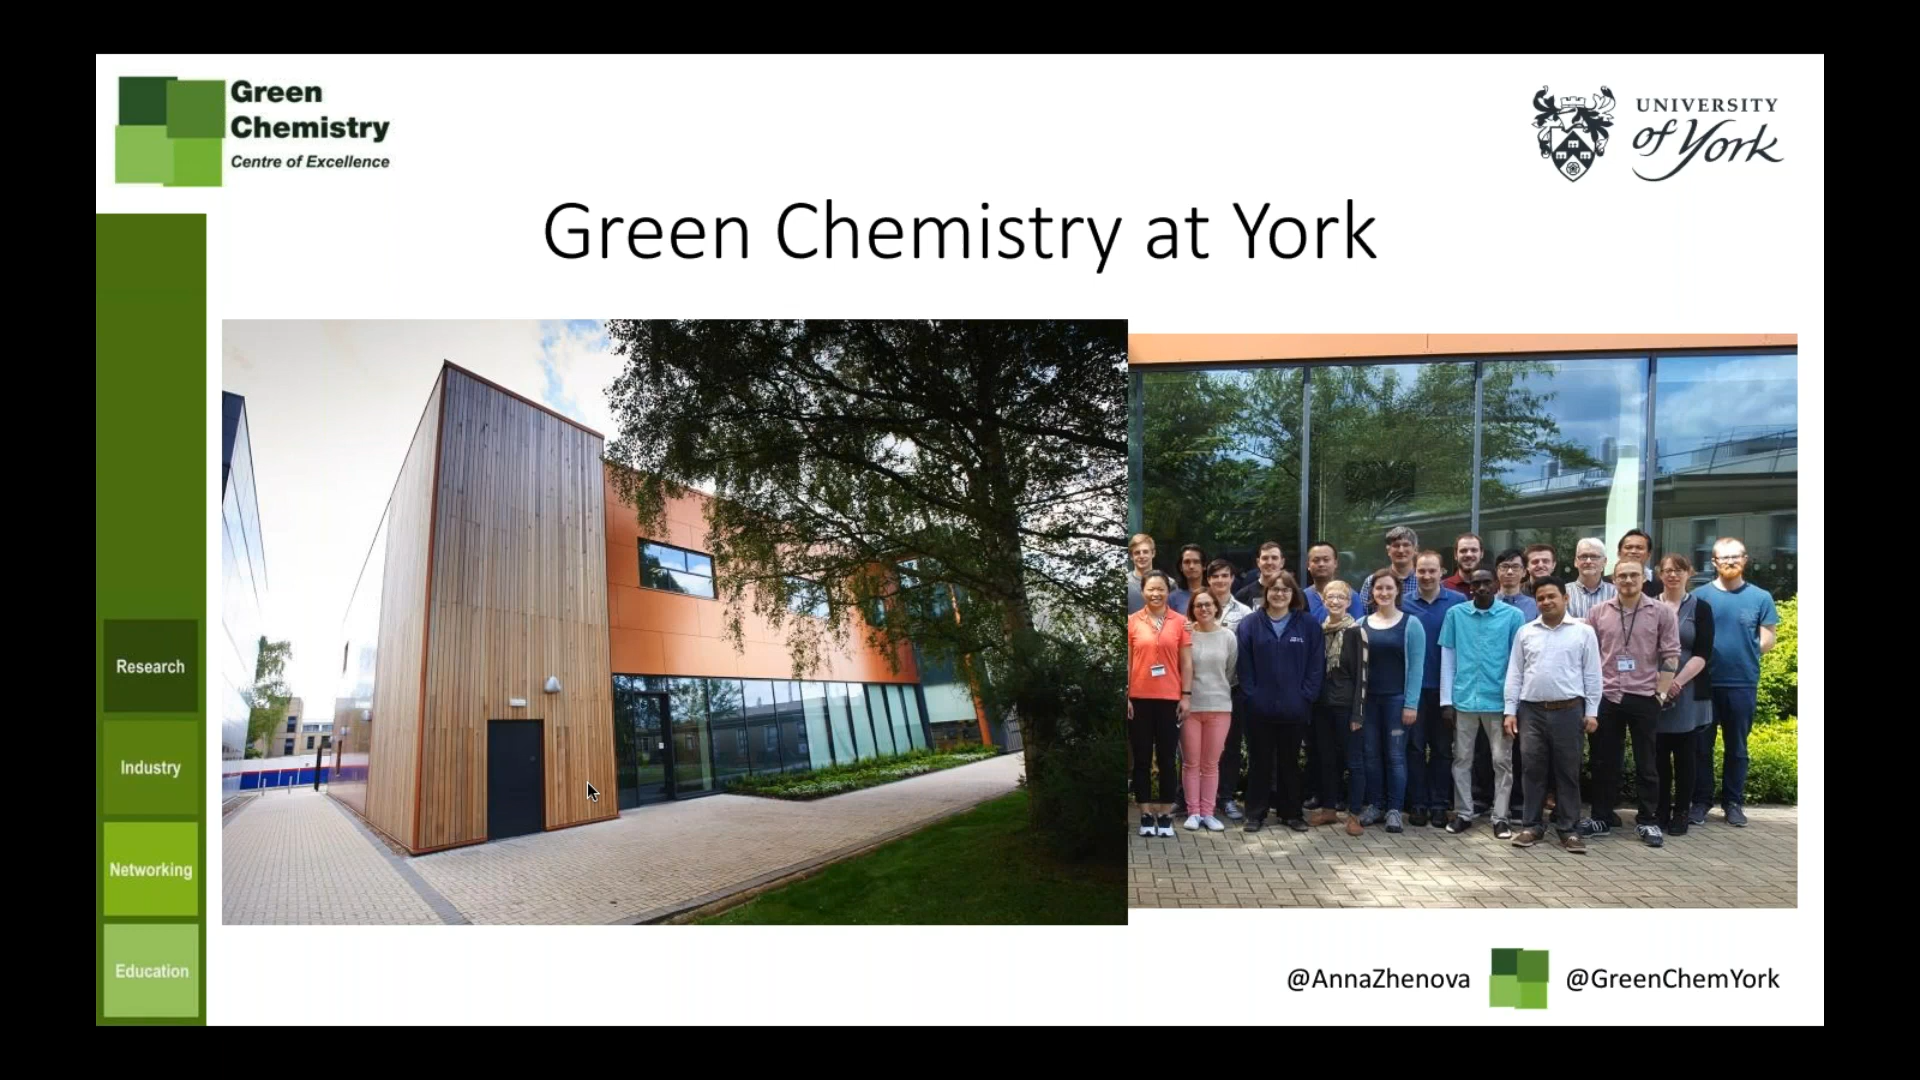 Green
Chemistry
Centre of Excellence
UNIVERSITY
of York
Green Chemistry at York
Research
Industry
Networking
Education
@AnnaZhenova
@GreenChemYork